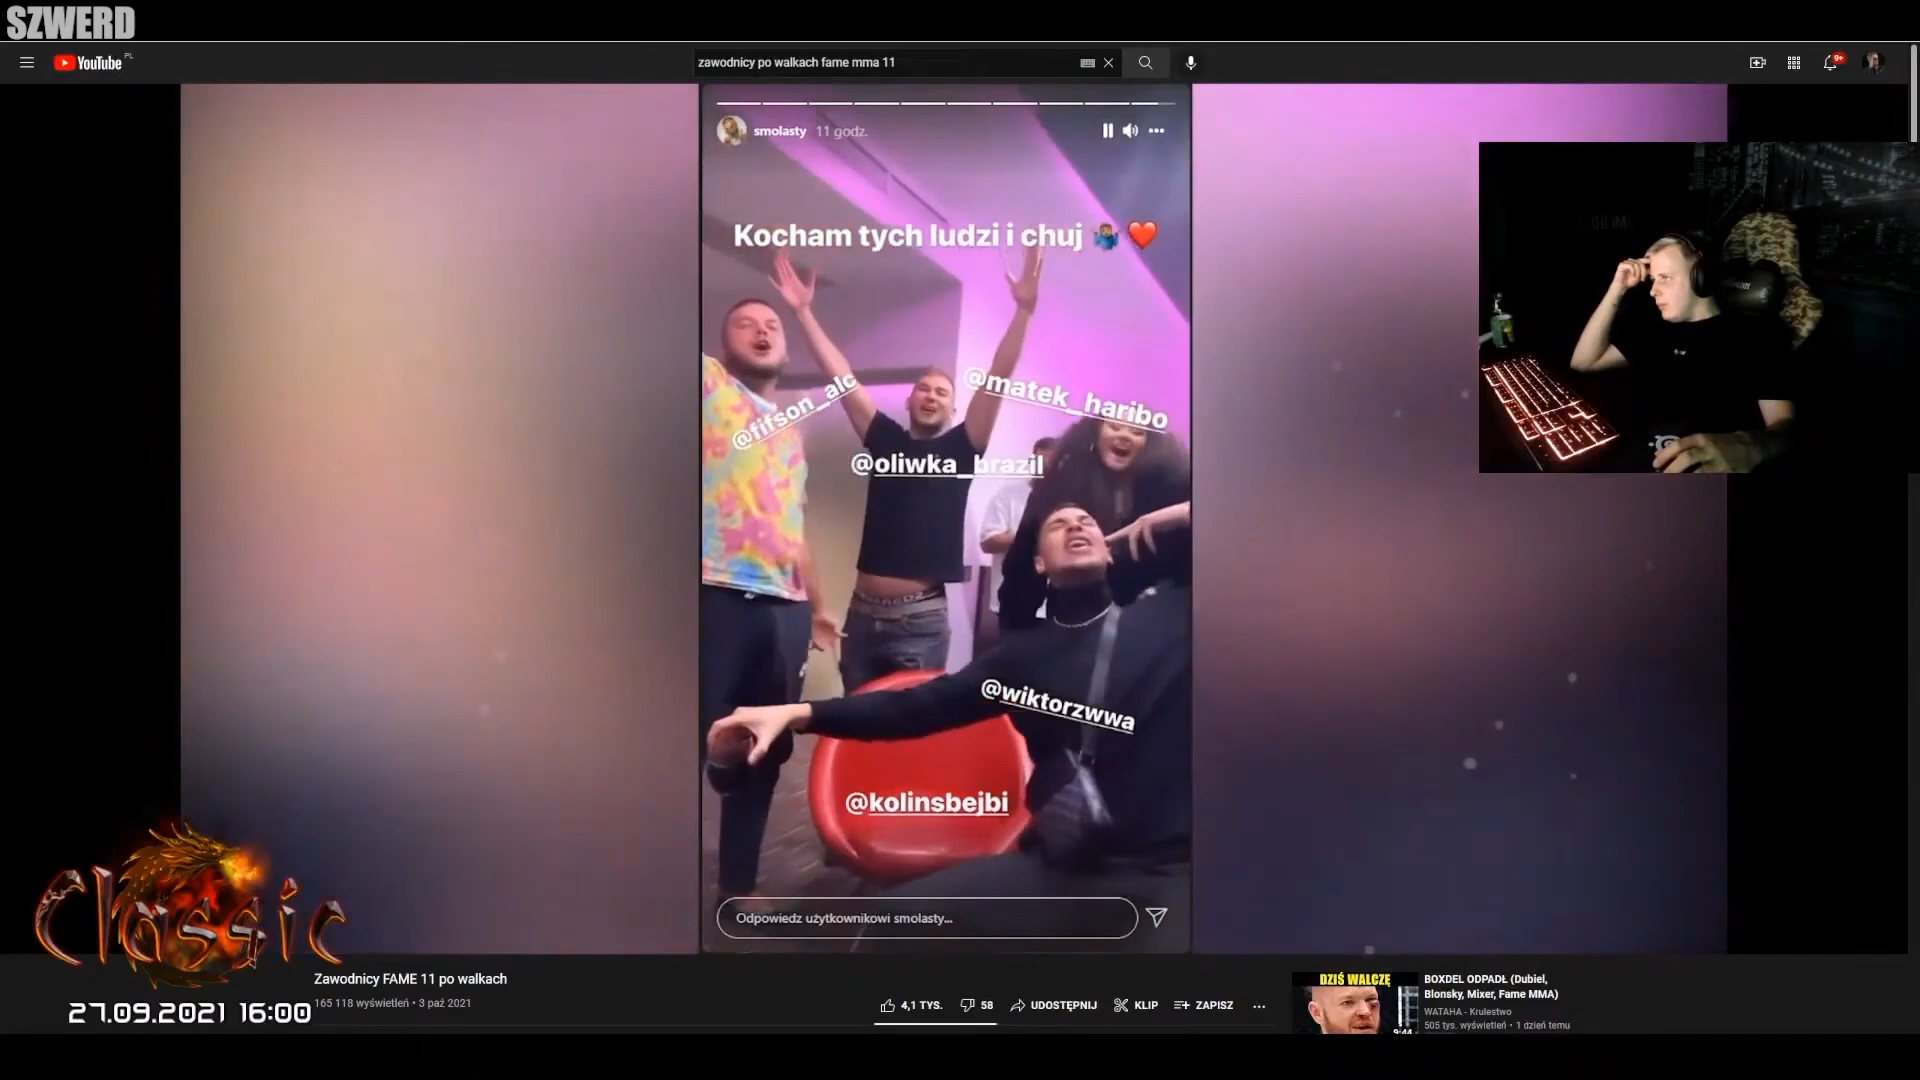 SZWERD
YouTube PL
zawodnicy po walkach fame mma 11
9+
smolasty 11 godz.
Kocham tych ludzi i chuj 🤷🏽‍♂️ ❤️
@fifson_alc
@matek_haribo
@oliwka_brazil
@wiktorzwwa
@kolinsbejbi
Odpowiedz użytkownikowi smolasty...
Classic
27.09.2021 16:00
Zawodnicy FAME 11 po walkach
165 118 wyświetleń • 3 paź 2021
4,1 TYS.
58
UDOSTĘPNIJ
KLIP
ZAPISZ
DZIŚ WALCZĘ
9:44
BOXDEL ODPADŁ (Dubiel,
Blonsky, Mixer, Fame MMA)
WATAHA - Krulestwo
505 tys. wyświetleń • 1 dzień temu